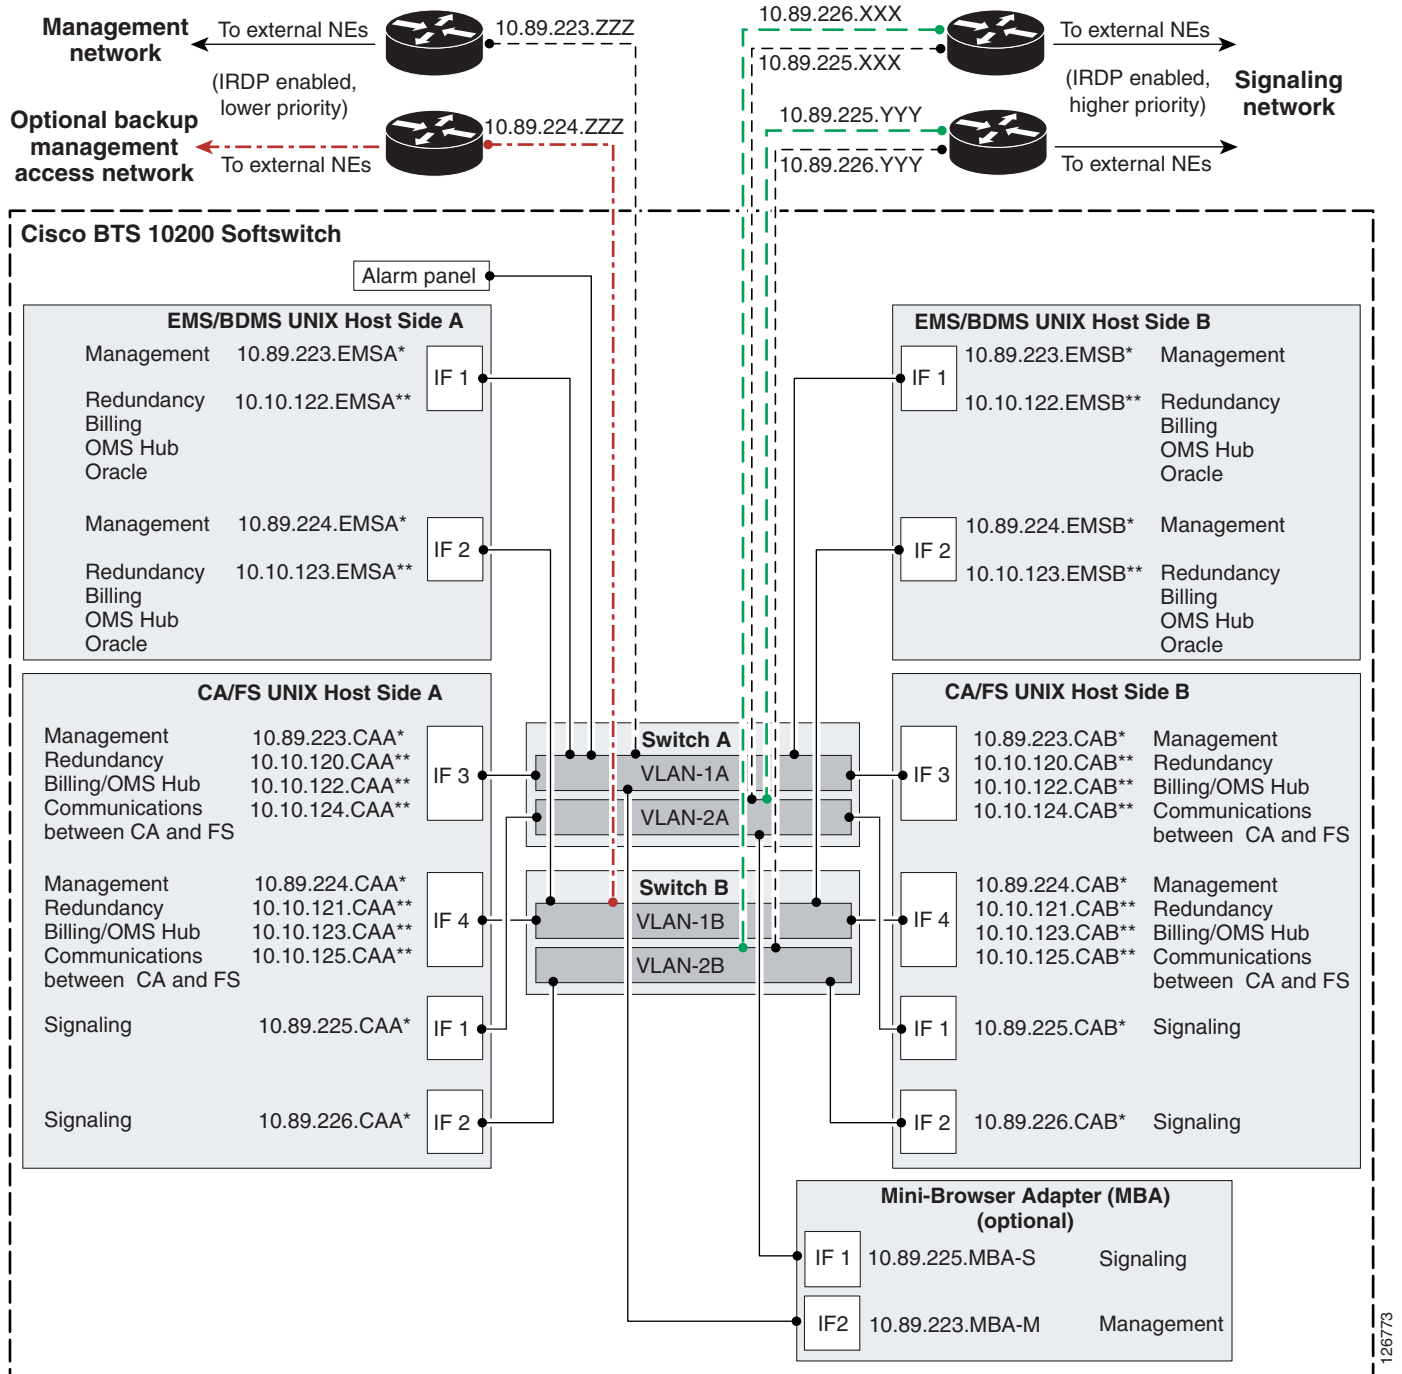 Management
network
To external NEs
10.89.223.ZZZ
(IRDP enabled,
lower priority)
Optional backup
management
access network
10.89.224.ZZZ
To external NEs
10.89.226.XXX
10.89.225.XXX
To external NEs
(IRDP enabled,
higher priority)
Signaling
network
10.89.225.YYY
10.89.226.YYY
To external NEs
Cisco BTS 10200 Softswitch
Alarm panel
EMS/BDMS UNIX Host Side A
Management 10.89.223.EMSA*
IF 1
Redundancy 10.10.122.EMSA**
Billing
OMS Hub
Oracle
Management 10.89.224.EMSA*
IF 2
Redundancy 10.10.123.EMSA**
Billing
OMS Hub
Oracle
EMS/BDMS UNIX Host Side B
10.89.223.EMSB* Management
IF 1
10.10.122.EMSB** Redundancy
Billing
OMS Hub
Oracle
10.89.224.EMSB* Management
IF 2
10.10.123.EMSB** Redundancy
Billing
OMS Hub
Oracle
CA/FS UNIX Host Side A
Management 10.89.223.CAA*
Redundancy 10.10.120.CAA**
IF 3
Billing/OMS Hub 10.10.122.CAA**
Communications 10.10.124.CAA**
between CA and FS
Management 10.89.224.CAA*
Redundancy 10.10.121.CAA**
IF 4
Billing/OMS Hub 10.10.123.CAA**
Communications 10.10.125.CAA**
between CA and FS
Signaling 10.89.225.CAA* IF 1
Signaling 10.89.226.CAA* IF 2
Switch A
VLAN-1A
VLAN-2A
Switch B
VLAN-1B
VLAN-2B
CA/FS UNIX Host Side B
10.89.223.CAB* Management
10.10.120.CAB** Redundancy
IF 3
10.10.122.CAB** Billing/OMS Hub
10.10.124.CAB** Communications
between CA and FS
10.89.224.CAB* Management
10.10.121.CAB** Redundancy
IF 4
10.10.123.CAB** Billing/OMS Hub
10.10.125.CAB** Communications
between CA and FS
IF 1 10.89.225.CAB* Signaling
IF 2 10.89.226.CAB* Signaling
Mini-Browser Adapter (MBA)
(optional)
IF 1 10.89.225.MBA-S Signaling
IF2 10.89.223.MBA-M Management
126773